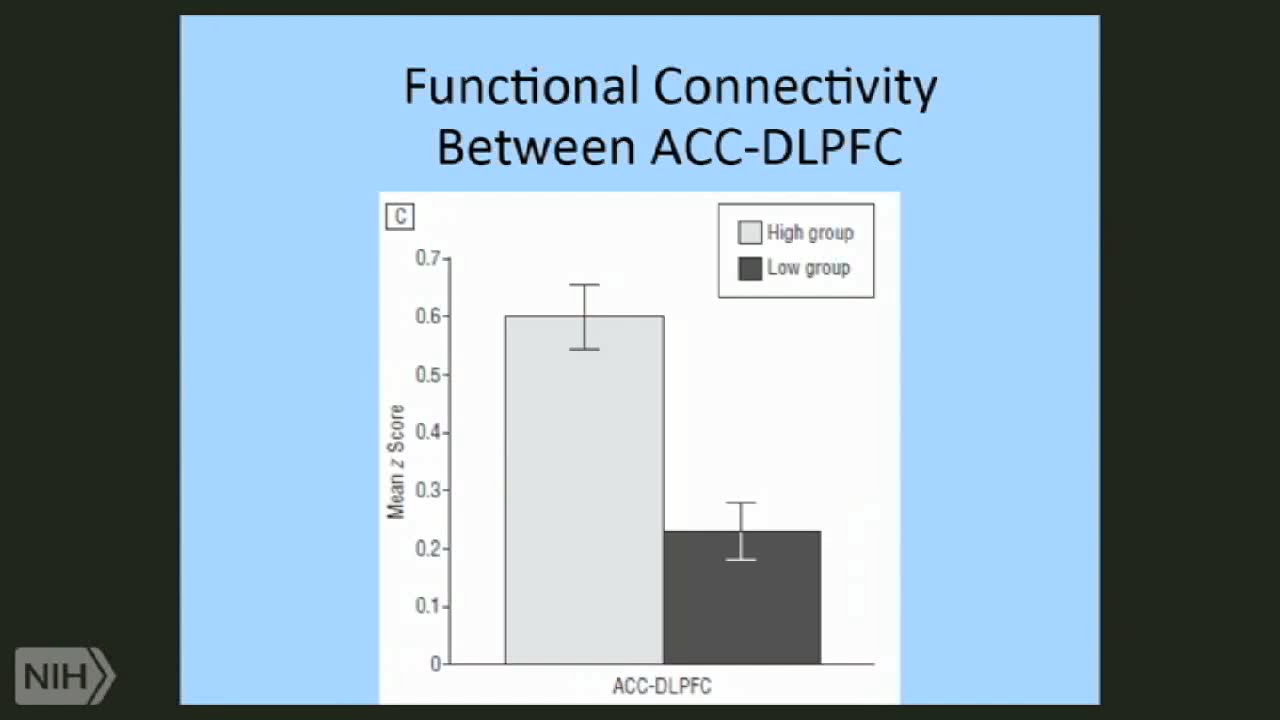 Functional Connectivity
Between ACC-DLPFC
C
High group
Low group
0.7
0.6
0.5
0.4
0.3
0.2
0.1
0
Mean z Score
ACC-DLPFC
NIH